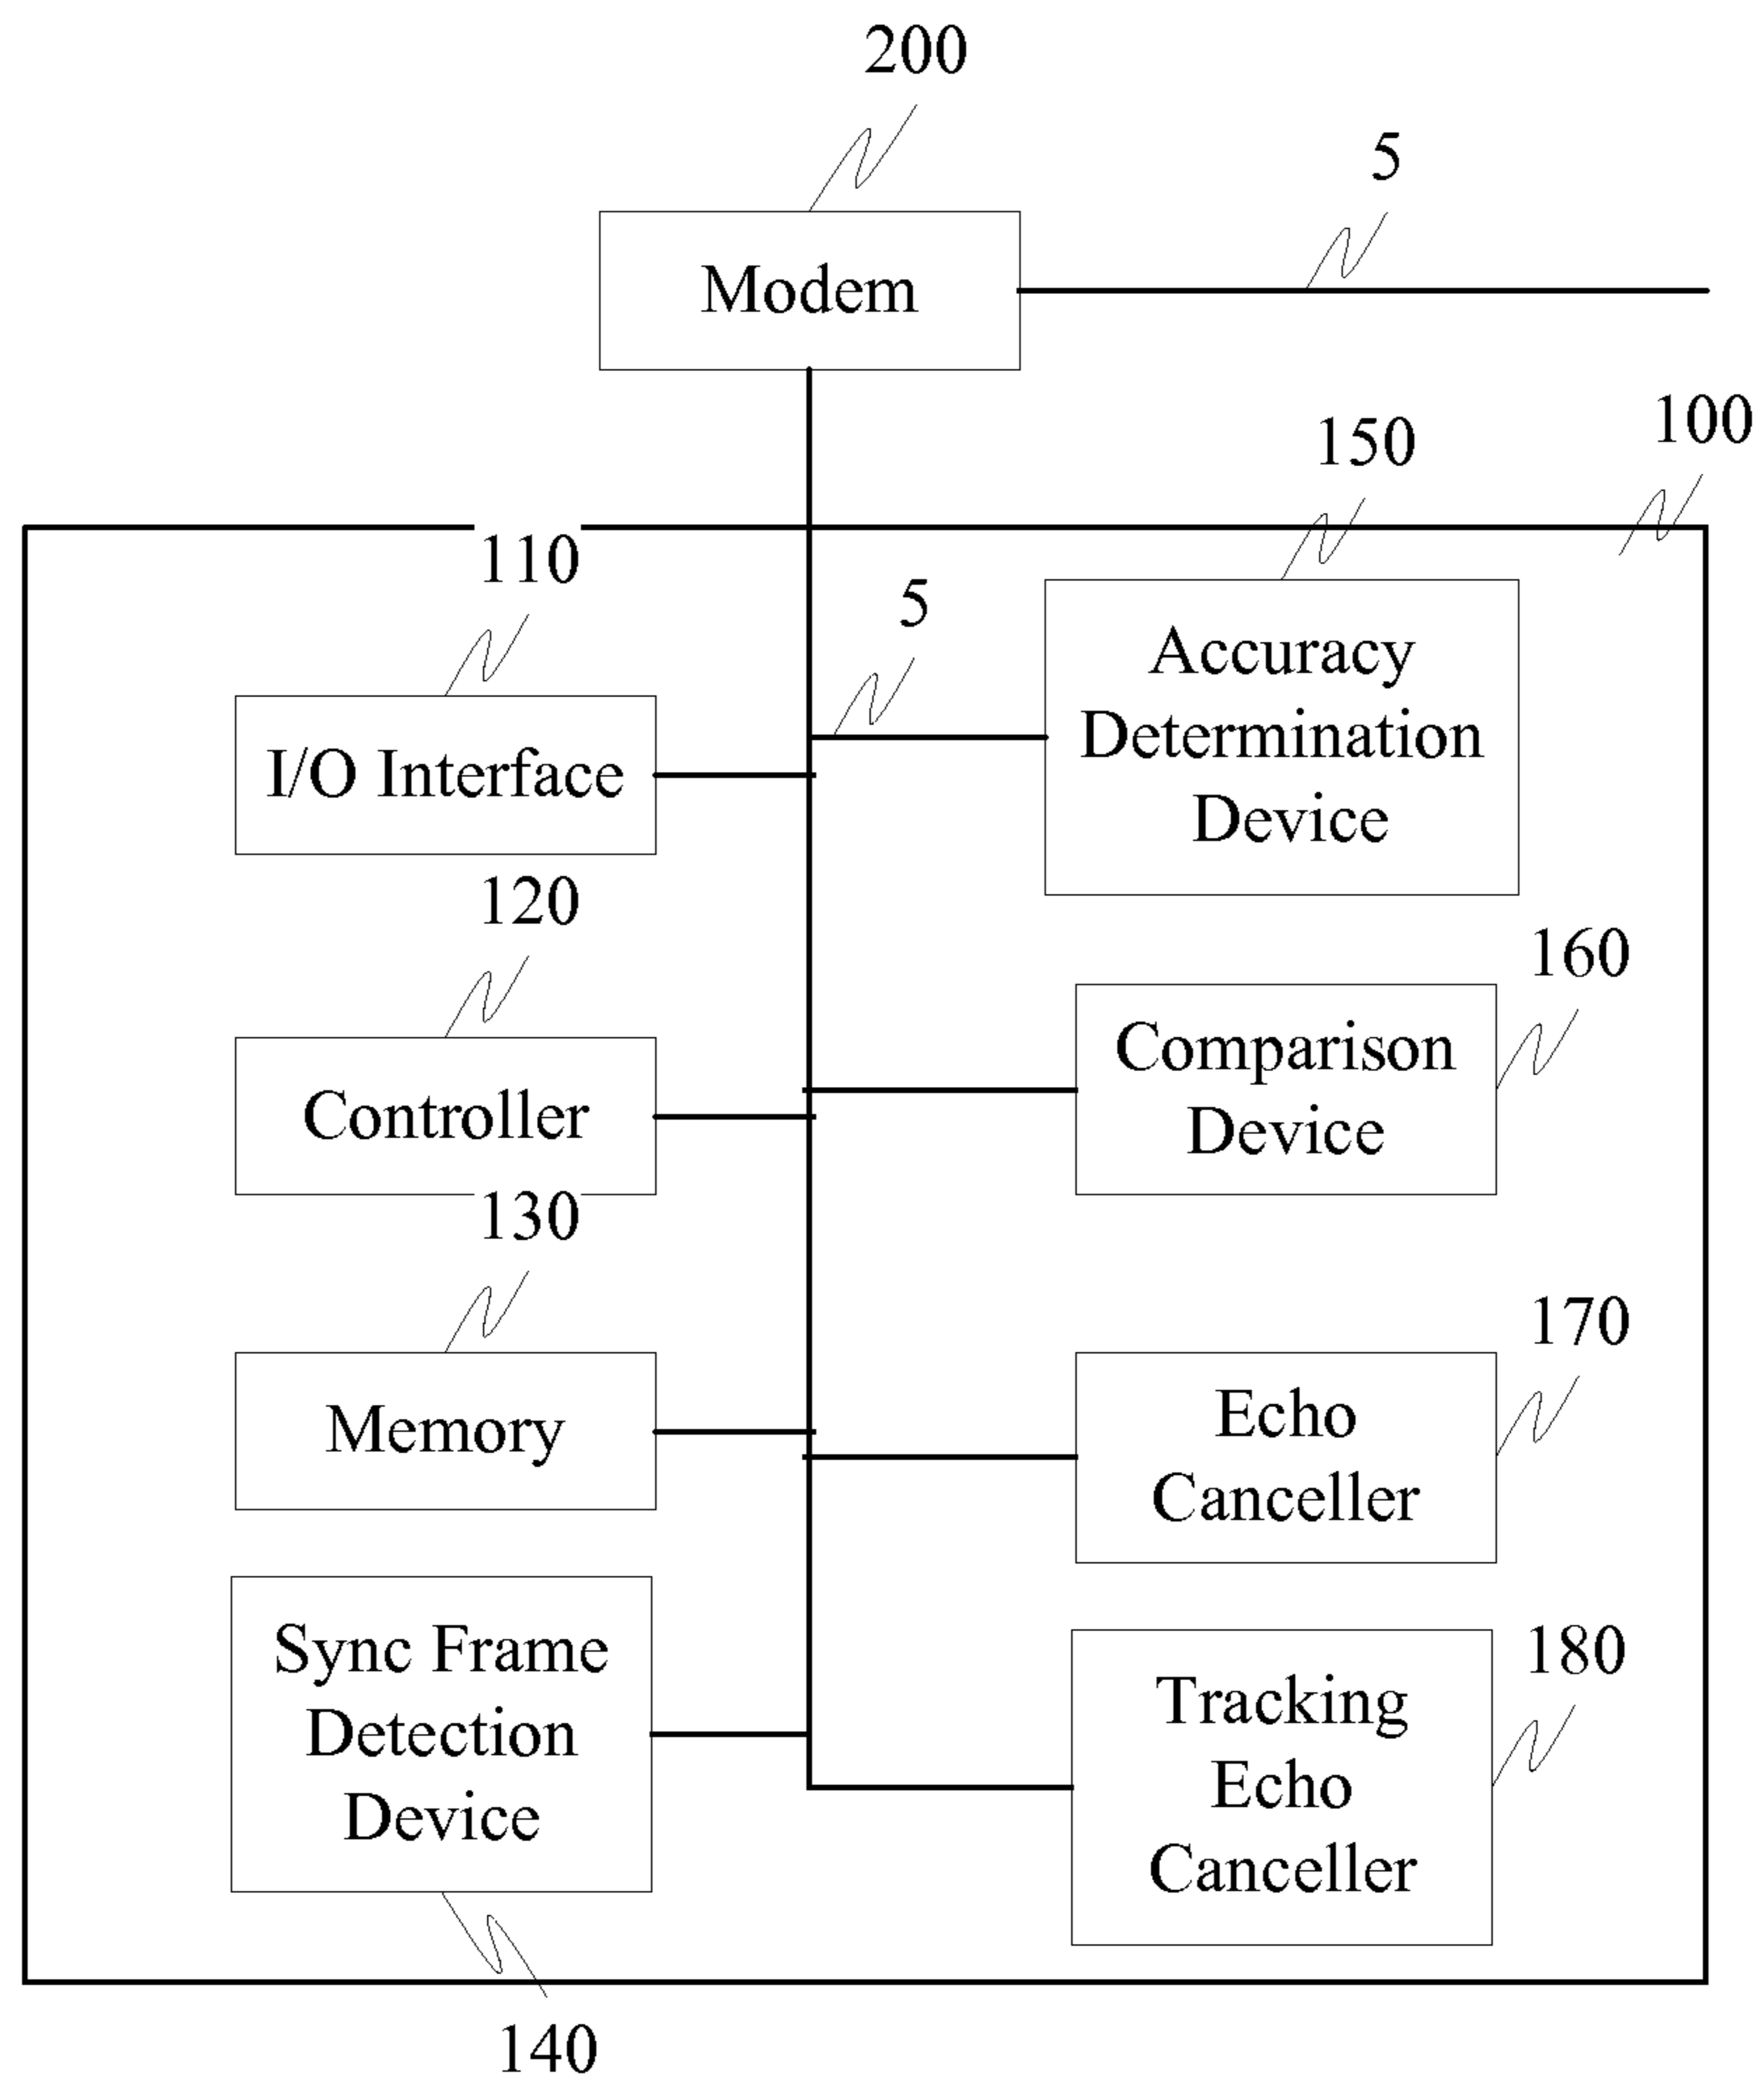 200
5
Modem
100
150
110
5
Accuracy
Determination
Device
I/O Interface
120
160
Controller
Comparison
Device
130
170
Memory
Echo
Canceller
Sync Frame
Detection
Device
180
Tracking
Echo
Canceller
140